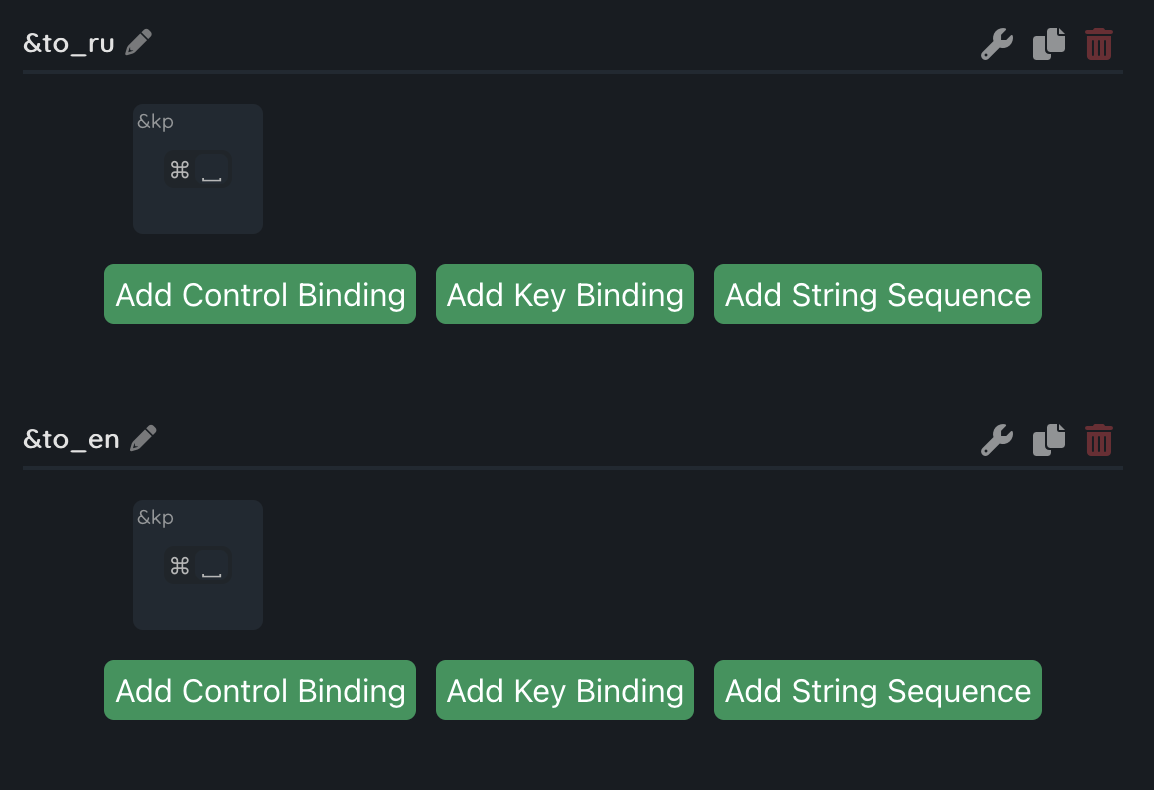 &to_ru
&kp
⌘ ⎵
Add Control Binding Add Key Binding Add String Sequence
&to_en
&kp
⌘ ⎵
Add Control Binding Add Key Binding Add String Sequence